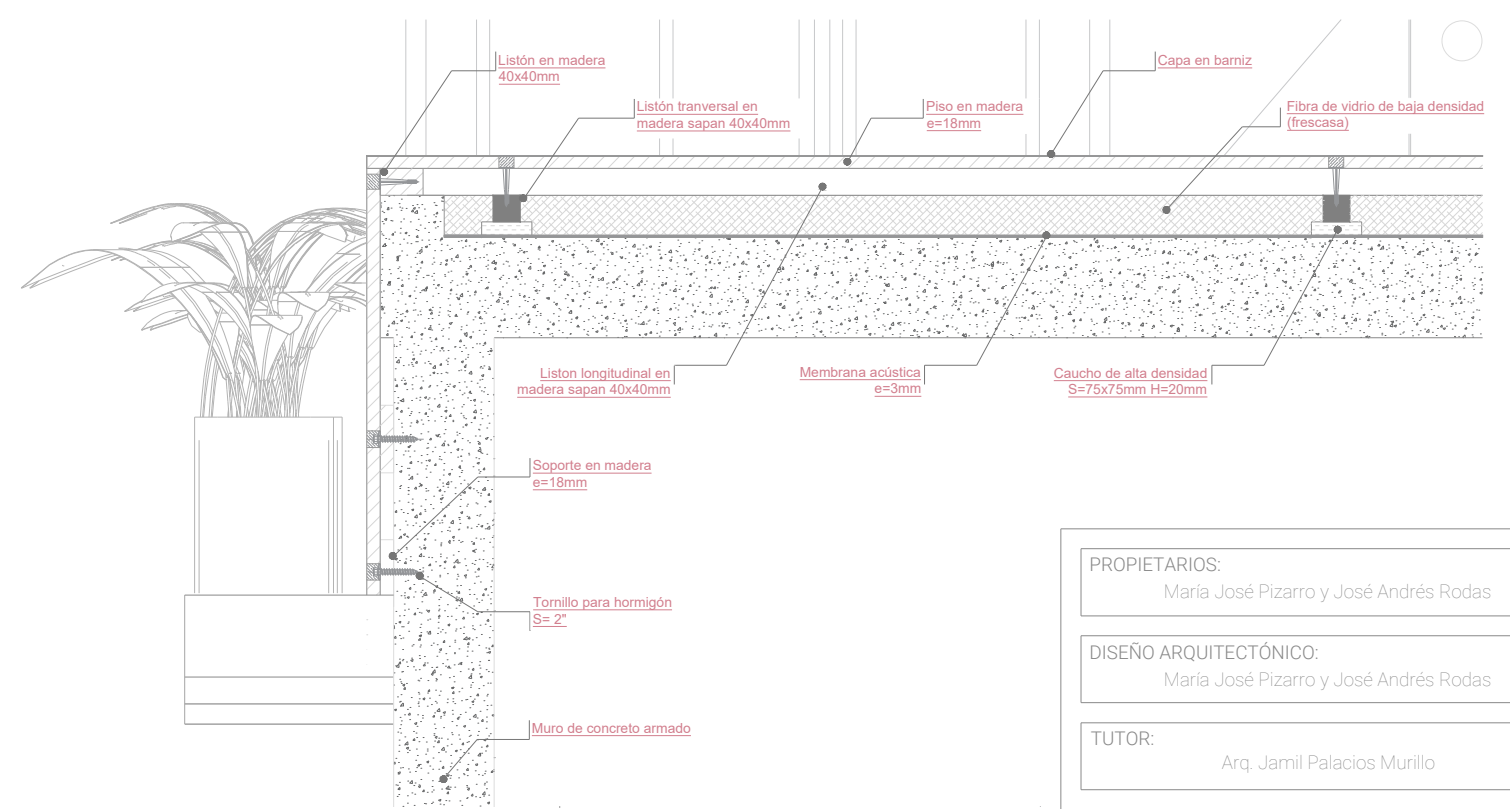 Listón en madera
40x40mm
Capa en barniz
Listón tranversal en
madera sapan 40x40mm
Piso en madera
e=18mm
Fibra de vidrio de baja densidad
(frescasa)
Liston longitudinal en
madera sapan 40x40mm
Membrana acústica
e=3mm
Caucho de alta densidad
S=75x75mm H=20mm
Soporte en madera
e=18mm
Tornillo para hormigón
S= 2"
Muro de concreto armado
PROPIETARIOS:
María José Pizarro y José Andrés Rodas
DISEÑO ARQUITECTÓNICO:
María José Pizarro y José Andrés Rodas
TUTOR:
Arq. Jamil Palacios Murillo